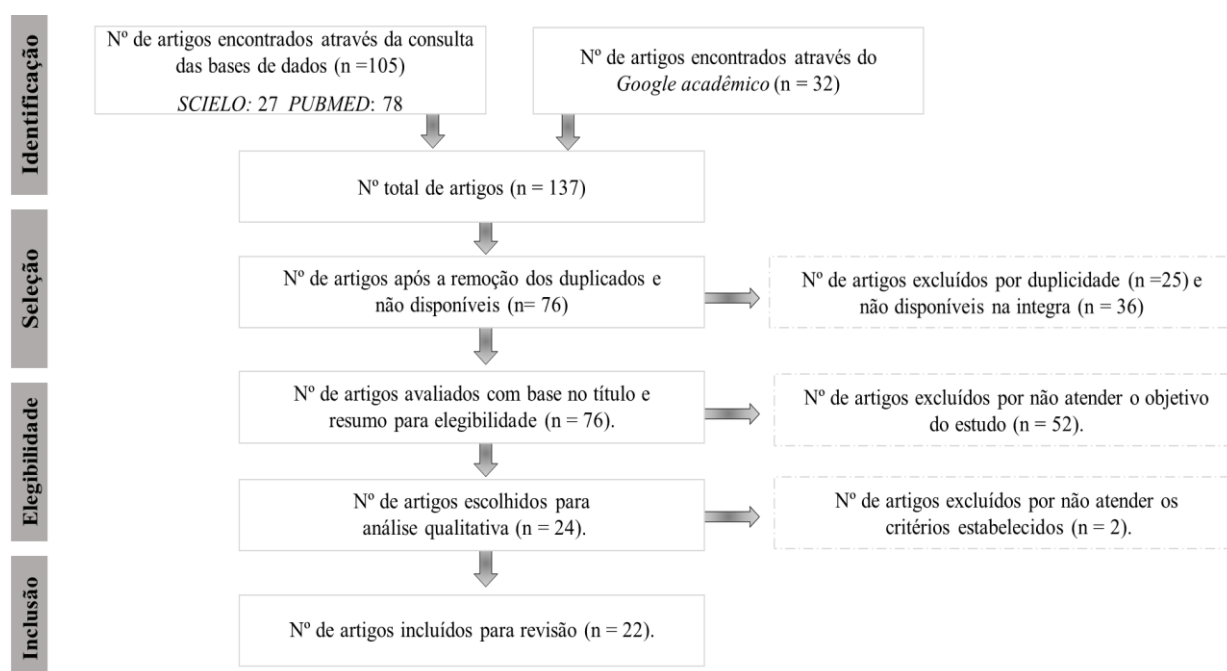 Identificação
Nº de artigos encontrados através da consulta
das bases de dados (n =105)
SCIELO: 27 PUBMED: 78
Nº de artigos encontrados através do
Google acadêmico (n = 32)
Nº total de artigos (n = 137)
Seleção
Nº de artigos após a remoção dos duplicados e
não disponíveis (n= 76)
Nº de artigos excluídos por duplicidade (n =25) e
não disponíveis na integra (n = 36)
Elegibilidade
Nº de artigos avaliados com base no título e
resumo para elegibilidade (n = 76).
Nº de artigos excluídos por não atender o objetivo
do estudo (n = 52).
Nº de artigos escolhidos para
análise qualitativa (n = 24).
Nº de artigos excluídos por não atender os
critérios estabelecidos (n = 2).
Inclusão
Nº de artigos incluídos para revisão (n = 22).